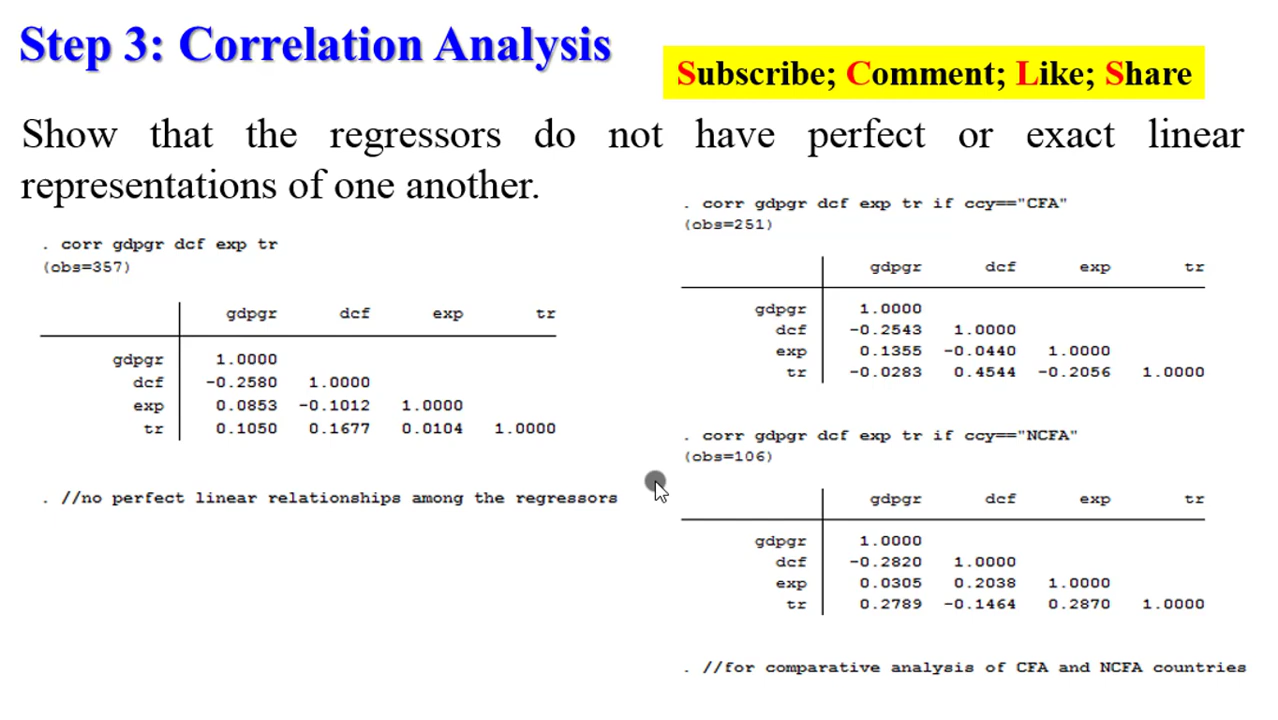 Step 3: Correlation Analysis
Subscribe; Comment; Like; Share
Show that the regressors do not have perfect or exact linear
representations of one another.
. corr gdpgr dcf exp tr
(obs=357)
gdpgr dcf exp tr
gdpgr 1.0000
dcf -0.2580 1.0000
exp 0.0853 -0.1012 1.0000
tr 0.1050 0.1677 0.0104 1.0000
. //no perfect linear relationships among the regressors
. corr gdpgr dcf exp tr if ccy=="CFA"
(obs=251)
gdpgr dcf exp tr
gdpgr 1.0000
dcf -0.2543 1.0000
exp 0.1355 -0.0440 1.0000
tr -0.0283 0.4544 -0.2056 1.0000
. corr gdpgr dcf exp tr if ccy=="NCFA"
(obs=106)
gdpgr dcf exp tr
gdpgr 1.0000
dcf -0.2820 1.0000
exp 0.0305 0.2038 1.0000
tr 0.2789 -0.1464 0.2870 1.0000
. //for comparative analysis of CFA and NCFA countries